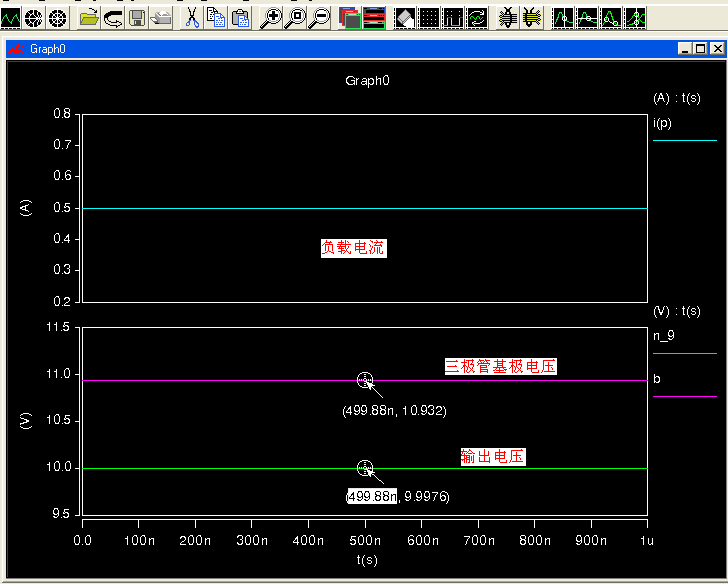 Graph0
Graph0
(A) : t(s)
i(p)
0.8
0.7
0.6
0.5
0.4
0.3
0.2
(A)
负载电流
(V) : t(s)
n_9
b
11.5
11.0
10.5
10.0
9.5
(V)
三极管基极电压
(499.88n, 10.932)
输出电压
(499.88n, 9.9976)
0.0 100n 200n 300n 400n 500n 600n 700n 800n 900n 1u
t(s)